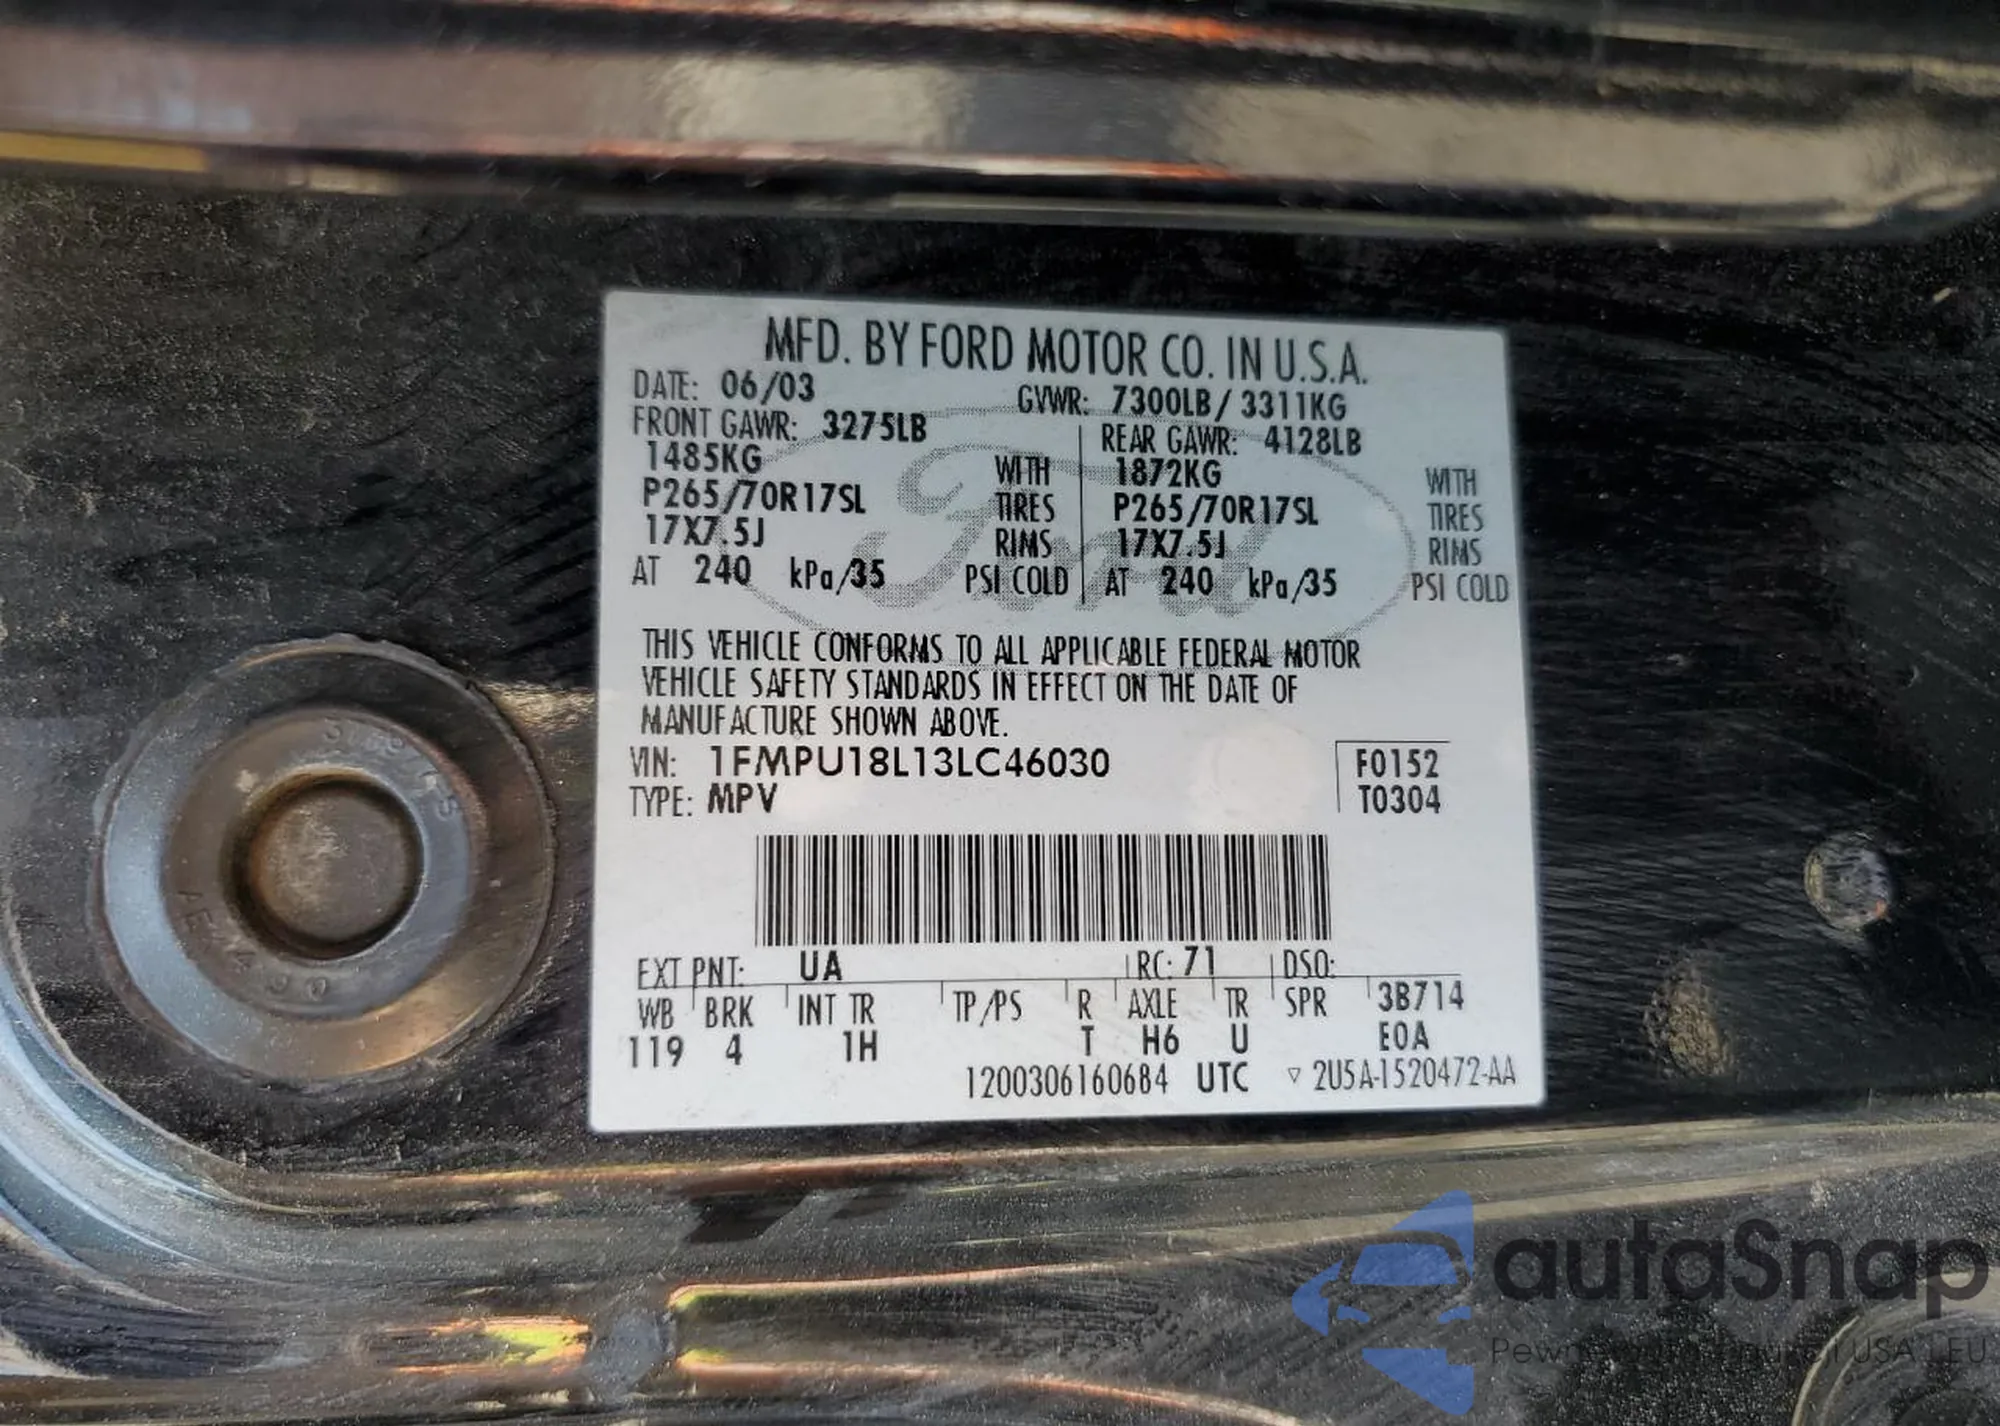 MFD. BY FORD MOTOR CO. IN U.S.A.
DATE: 06/03 GVWR: 7300LB/ 3311KG
FRONT GAWR: 3275LB REAR GAWR: 4128LB
1485KG WITH 1872KG WITH
P265/70R17SL TIRES P265/70R17SL TIRES
17X7.5J RIMS 17X7.5J RIMS
AT 240 kPa/35 PSI COLD AT 240 kPa/35 PSI COLD
Ford
THIS VEHICLE CONFORMS TO ALL APPLICABLE FEDERAL MOTOR
VEHICLE SAFETY STANDARDS IN EFFECT ON THE DATE OF
MANUFACTURE SHOWN ABOVE.
VIN: 1FMPU18L13LC46030 F0152
TYPE: MPV T0304
EXT PNT: UA RC: 71 DSO:
WB BRK INT TR TP/PS R AXLE TR SPR 3B714
119 4 1H T H6 U E0A
1200306160684 UTC ▽ 2U5A-1520472-AA
autaSnap
USA | EU